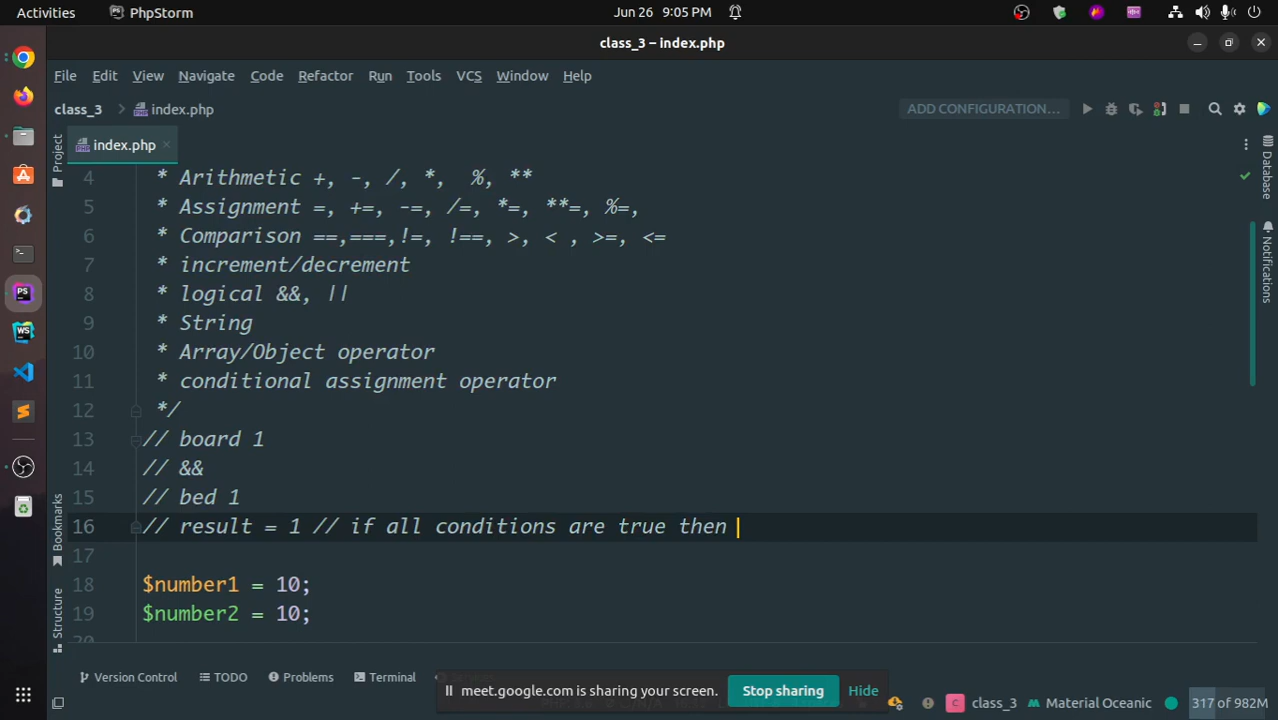 Activities PhpStorm Jun 26 9:05 PM
class_3 – index.php
File Edit View Navigate Code Refactor Run Tools VCS Window Help
class_3 index.php ADD CONFIGURATION...
index.php
Project
Database
Notifications
Bookmarks
Structure
4 * Arithmetic +, -, /, *, %, **
5 * Assignment =, +=, -=, /=, *=, **=, %=,
6 * Comparison ==,===,!=, !==, >, < , >=, <=
7 * increment/decrement
8 * logical &&, ||
9 * String
10 * Array/Object operator
11 * conditional assignment operator
12 */
13 // board 1
14 // &&
15 // bed 1
16 // result = 1 // if all conditions are true then
17
18 $number1 = 10;
19 $number2 = 10;
Version Control TODO Problems Terminal
meet.google.com is sharing your screen. Stop sharing Hide
class_3 Material Oceanic 317 of 982M